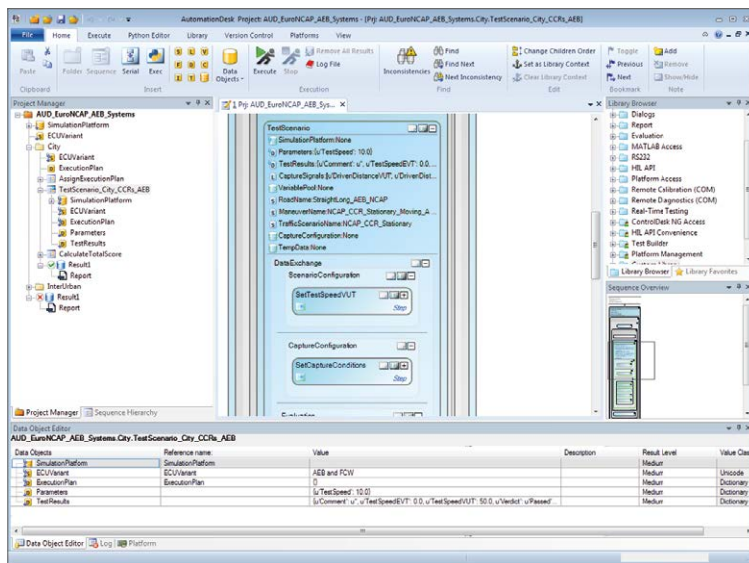 AutomationDesk Project: AUD_EuroNCAP_AEB_Systems - [Prj: AUD_EuroNCAP_AEB_Systems.City.TestScenario_City_CCRs_AEB]
File Home Execute Python Editor Library Version Control Platforms View
Paste Folder Sequence Serial Exec Data Objects Execute Stop Remove All Results Log File Inconsistencies Find Find Next Next Inconsistency Change Children Order Set as Library Context Clear Library Context Toggle Previous Next Add Remove Show/Hide
Clipboard Insert Execution Find Edit Bookmark Note
Project Manager
AUD_EuroNCAP_AEB_Systems
SimulationPlatform
ECUVariant
City
ECUVariant
ExecutionPlan
AssignExecutionPlan
TestScenario_City_CCRs_AEB
SimulationPlatform
ECUVariant
ExecutionPlan
Parameters
TestResults
CalculateTotalScore
Result1
Report
InterUrban
Result1
Report
Project Manager Sequence Hierarchy
1 Prj: AUD_EuroNCAP_AEB_Sys...
TestScenario
SimulationPlatform:None
Parameters:{u'TestSpeed': 10.0}
TestResults:{u'Comment': u'', u'TestSpeedEVT': 0.0, ...
CaptureSignals:[u'DrivenDistanceVUT', u'DrivenDist...
VariablePool:None
RoadName:StraightLong_AEB_NCAP
ManeuverName:NCAP_CCR_Stationary_Moving_A...
TrafficScenarioName:NCAP_CCR_Stationary
CaptureConfiguration:None
TempData:None
DataExchange
ScenarioConfiguration
SetTestSpeedVUT
Step
CaptureConfiguration
SetCaptureConditions
Step
Evaluation
Library Browser
Dialogs
Report
Evaluation
MATLAB Access
RS232
HIL API
Platform Access
Remote Calibration (COM)
Remote Diagnostics (COM)
Real-Time Testing
ControlDesk NG Access
HIL API Convenience
Test Builder
Platform Management
Library Browser Library Favorites
Sequence Overview
Data Object Editor
AUD_EuroNCAP_AEB_Systems.City.TestScenario_City_CCRs_AEB
Data Objects Reference name: Value Description Result Level Value Clas
SimulationPlatform SimulationPlatform Medium
ECUVariant ECUVariant AEB and FCW Medium Unicode
ExecutionPlan ExecutionPlan {} Medium Dictionary
Parameters {u'TestSpeed': 10.0} Medium Dictionary
TestResults {u'Comment': u'', u'TestSpeedEVT': 0.0, u'TestSpeedVUT': 50.0, u'Verdict': u'Passed'... Medium Dictionary
Data Object Editor Log Platform